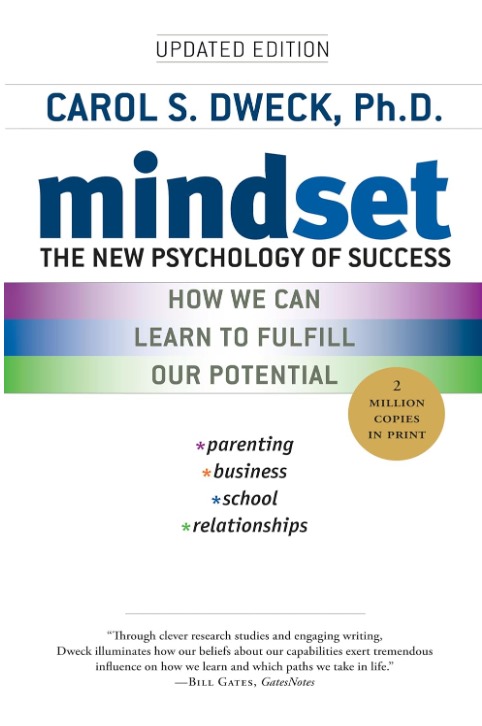 UPDATED EDITION
CAROL S. DWECK, Ph.D.
mindset
THE NEW PSYCHOLOGY OF SUCCESS
HOW WE CAN
LEARN TO FULFILL
OUR POTENTIAL
2
MILLION
COPIES
IN PRINT
*parenting
*business
*school
*relationships
“Through clever research studies and engaging writing,
Dweck illuminates how our beliefs about our capabilities exert tremendous
influence on how we learn and which paths we take in life.”
—BILL GATES, GatesNotes